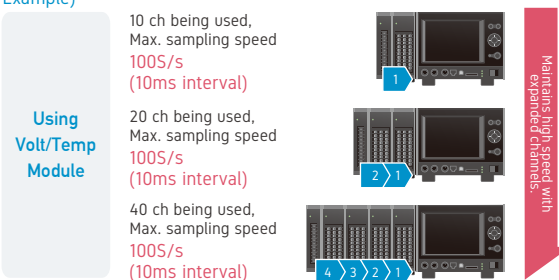 Example)
Using
Volt/Temp
Module
10 ch being used,
Max. sampling speed
100S/s
(10ms interval)
1
20 ch being used,
Max. sampling speed
100S/s
(10ms interval)
2 1
40 ch being used,
Max. sampling speed
100S/s
(10ms interval)
4 3 2 1
Maintains high speed with
expanded channels.